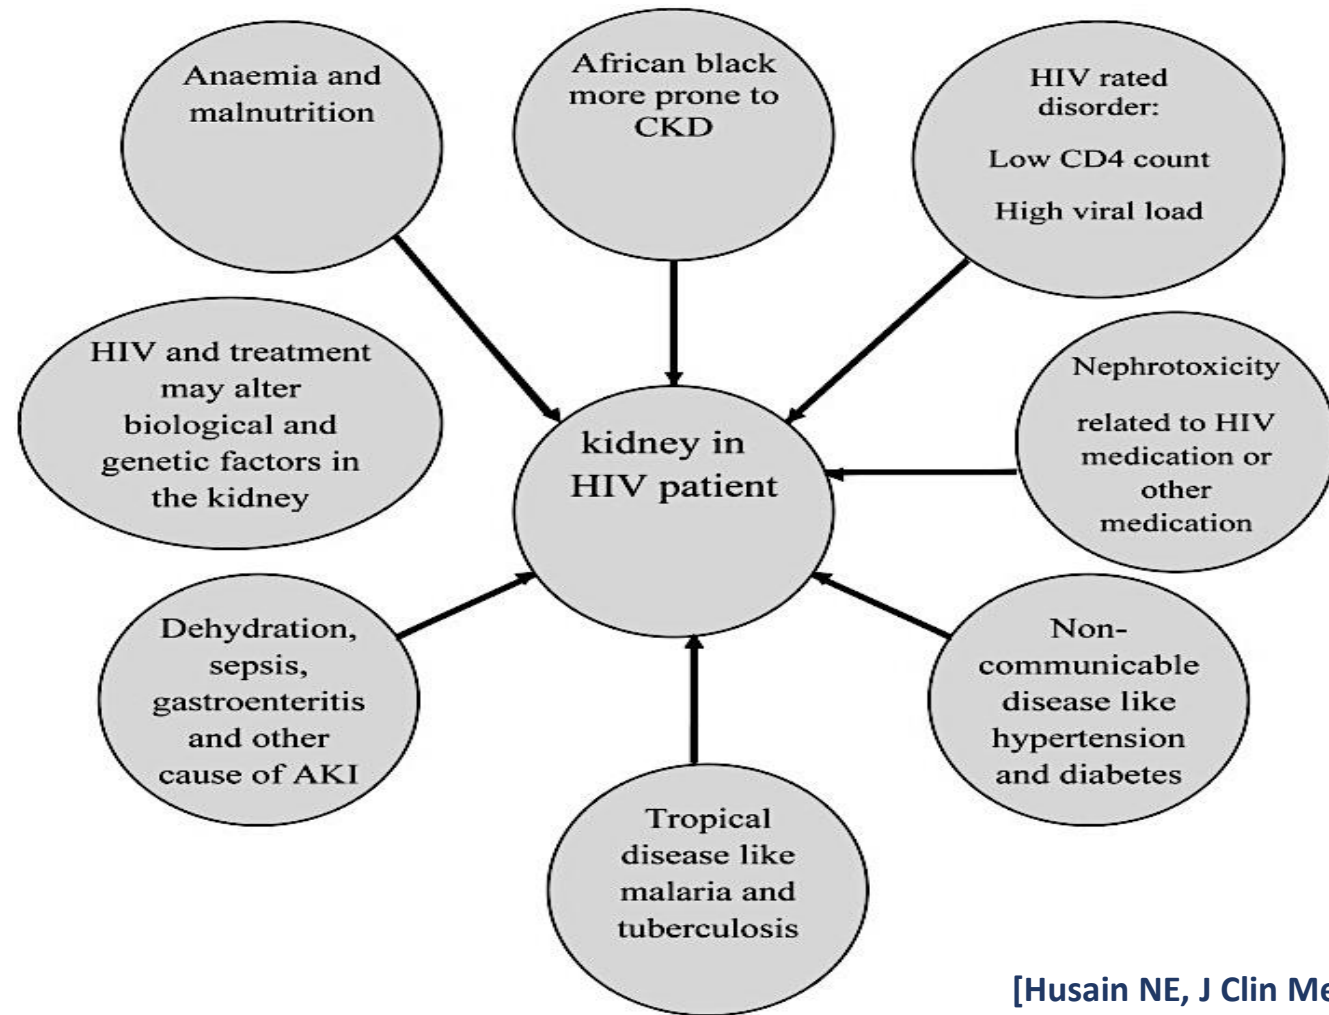 Anaemia and
malnutrition
African black
more prone to
CKD
HIV rated
disorder:
Low CD4 count
High viral load
HIV and treatment
may alter
biological and
genetic factors in
the kidney
kidney in
HIV patient
Nephrotoxicity
related to HIV
medication or
other
medication
Dehydration,
sepsis,
gastroenteritis
and other
cause of AKI
Non-
communicable
disease like
hypertension
and diabetes
Tropical
disease like
malaria and
tuberculosis
[Husain NE, J Clin Me